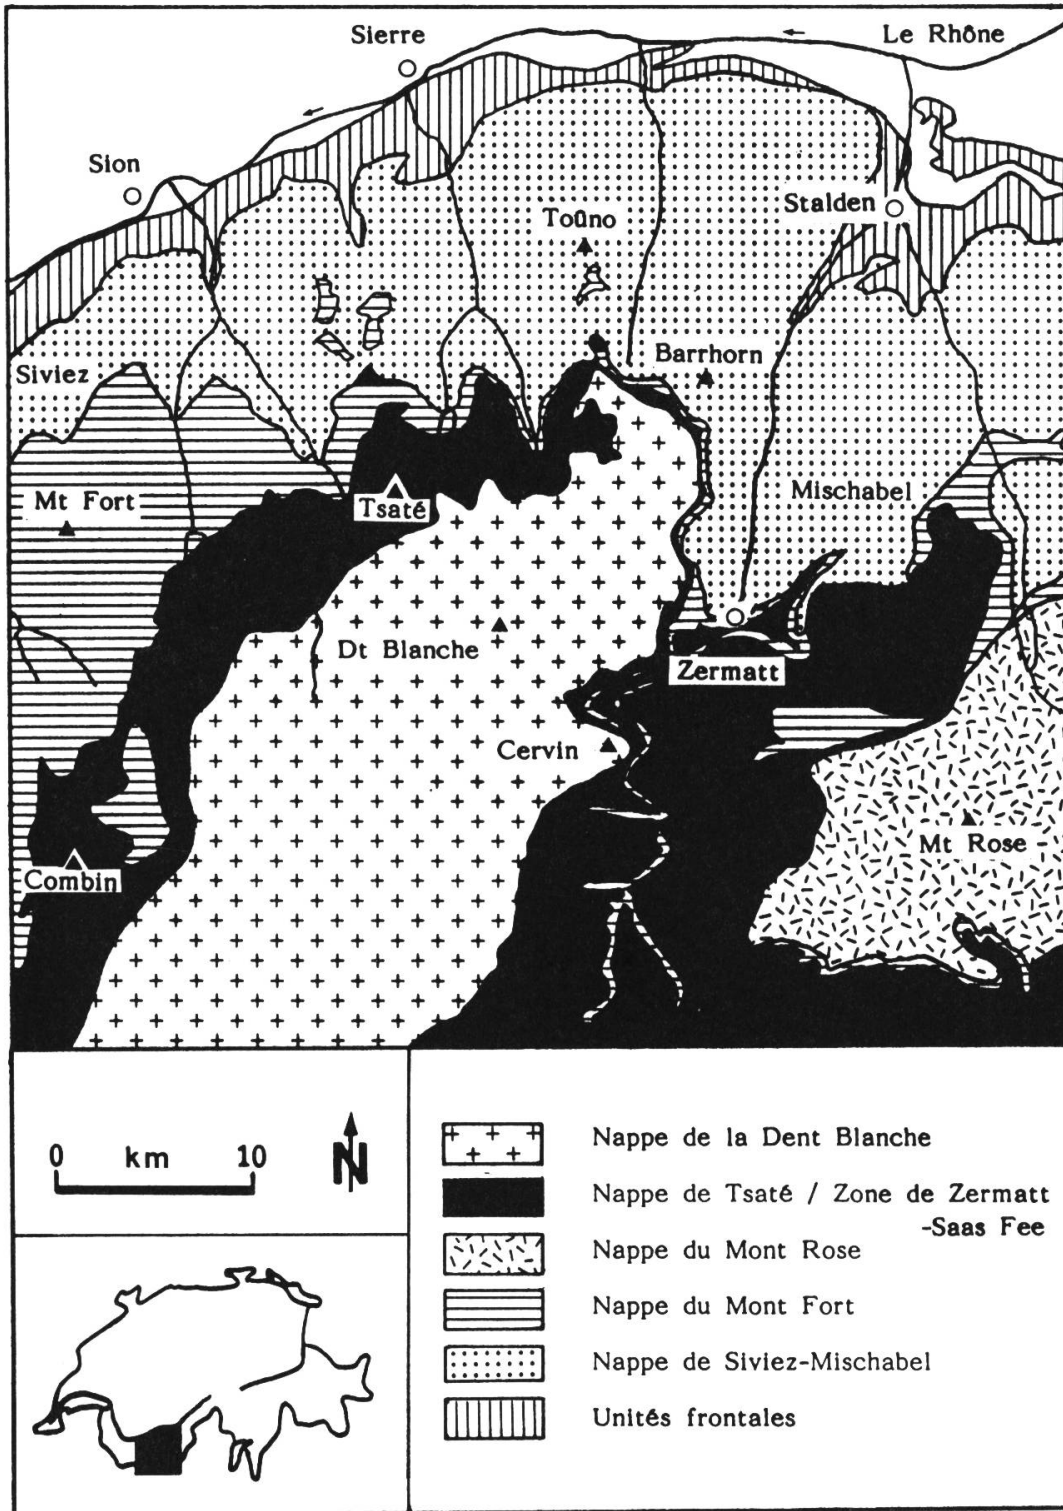 Sierre
Le Rhône
Sion
Stalden
Toûno
Barrhorn
Siviez
Mischabel
Mt Fort
Tsaté
Dt Blanche
Zermatt
Cervin
Mt Rose
Combin
0 km 10
N
Nappe de la Dent Blanche
Nappe de Tsaté / Zone de Zermatt
-Saas Fee
Nappe du Mont Rose
Nappe du Mont Fort
Nappe de Siviez-Mischabel
Unités frontales